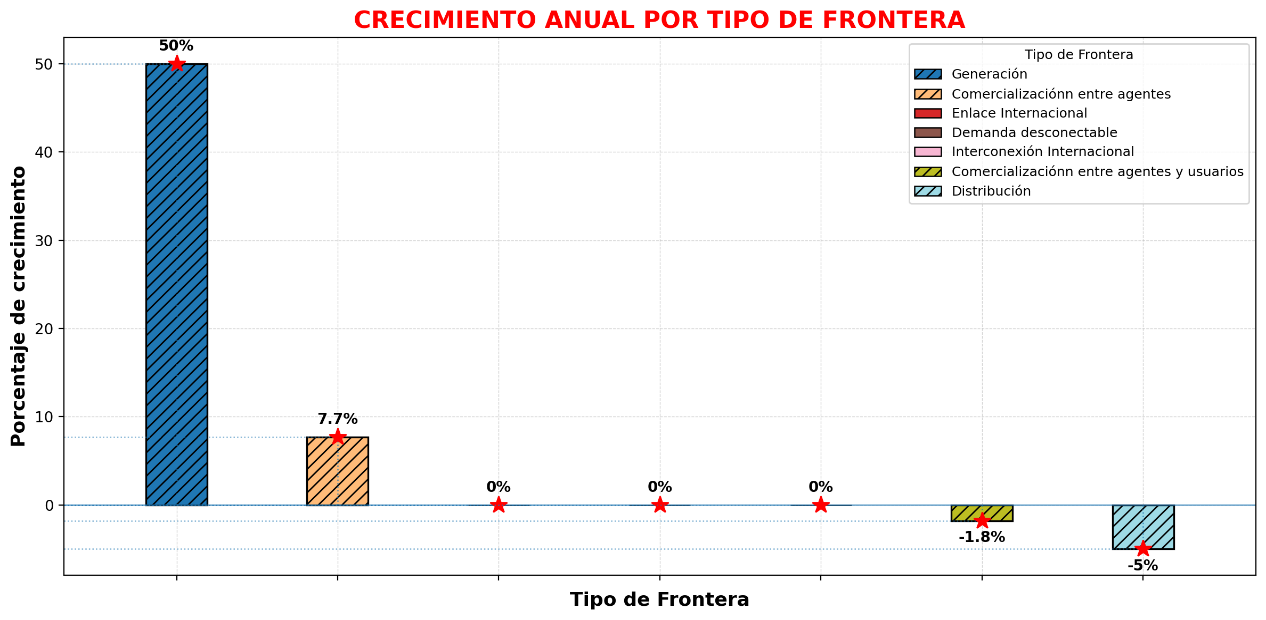 CRECIMIENTO ANUAL POR TIPO DE FRONTERA
Porcentaje de crecimiento
50
40
30
20
10
0
50%
7.7%
0%
0%
0%
-1.8%
-5%
Tipo de Frontera
Generación
Comercializaciónn entre agentes
Enlace Internacional
Demanda desconectable
Interconexión Internacional
Comercializaciónn entre agentes y usuarios
Distribución
Tipo de Frontera